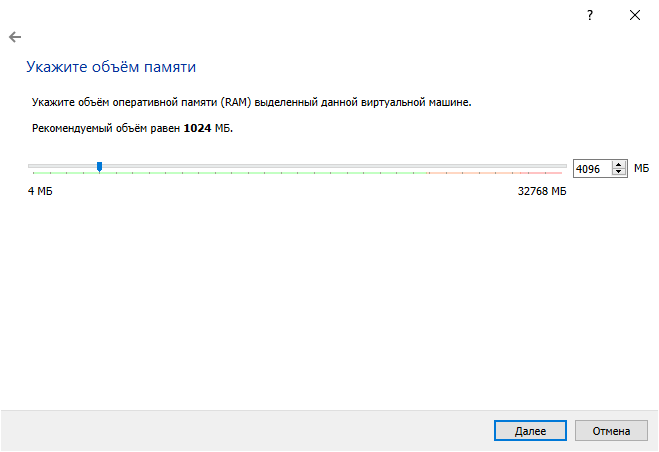 ?
Укажите объём памяти
Укажите объём оперативной памяти (RAM) выделенный данной виртуальной машине.
Рекомендуемый объём равен 1024 МБ.
4096 МБ
4 МБ 32768 МБ
Далее Отмена